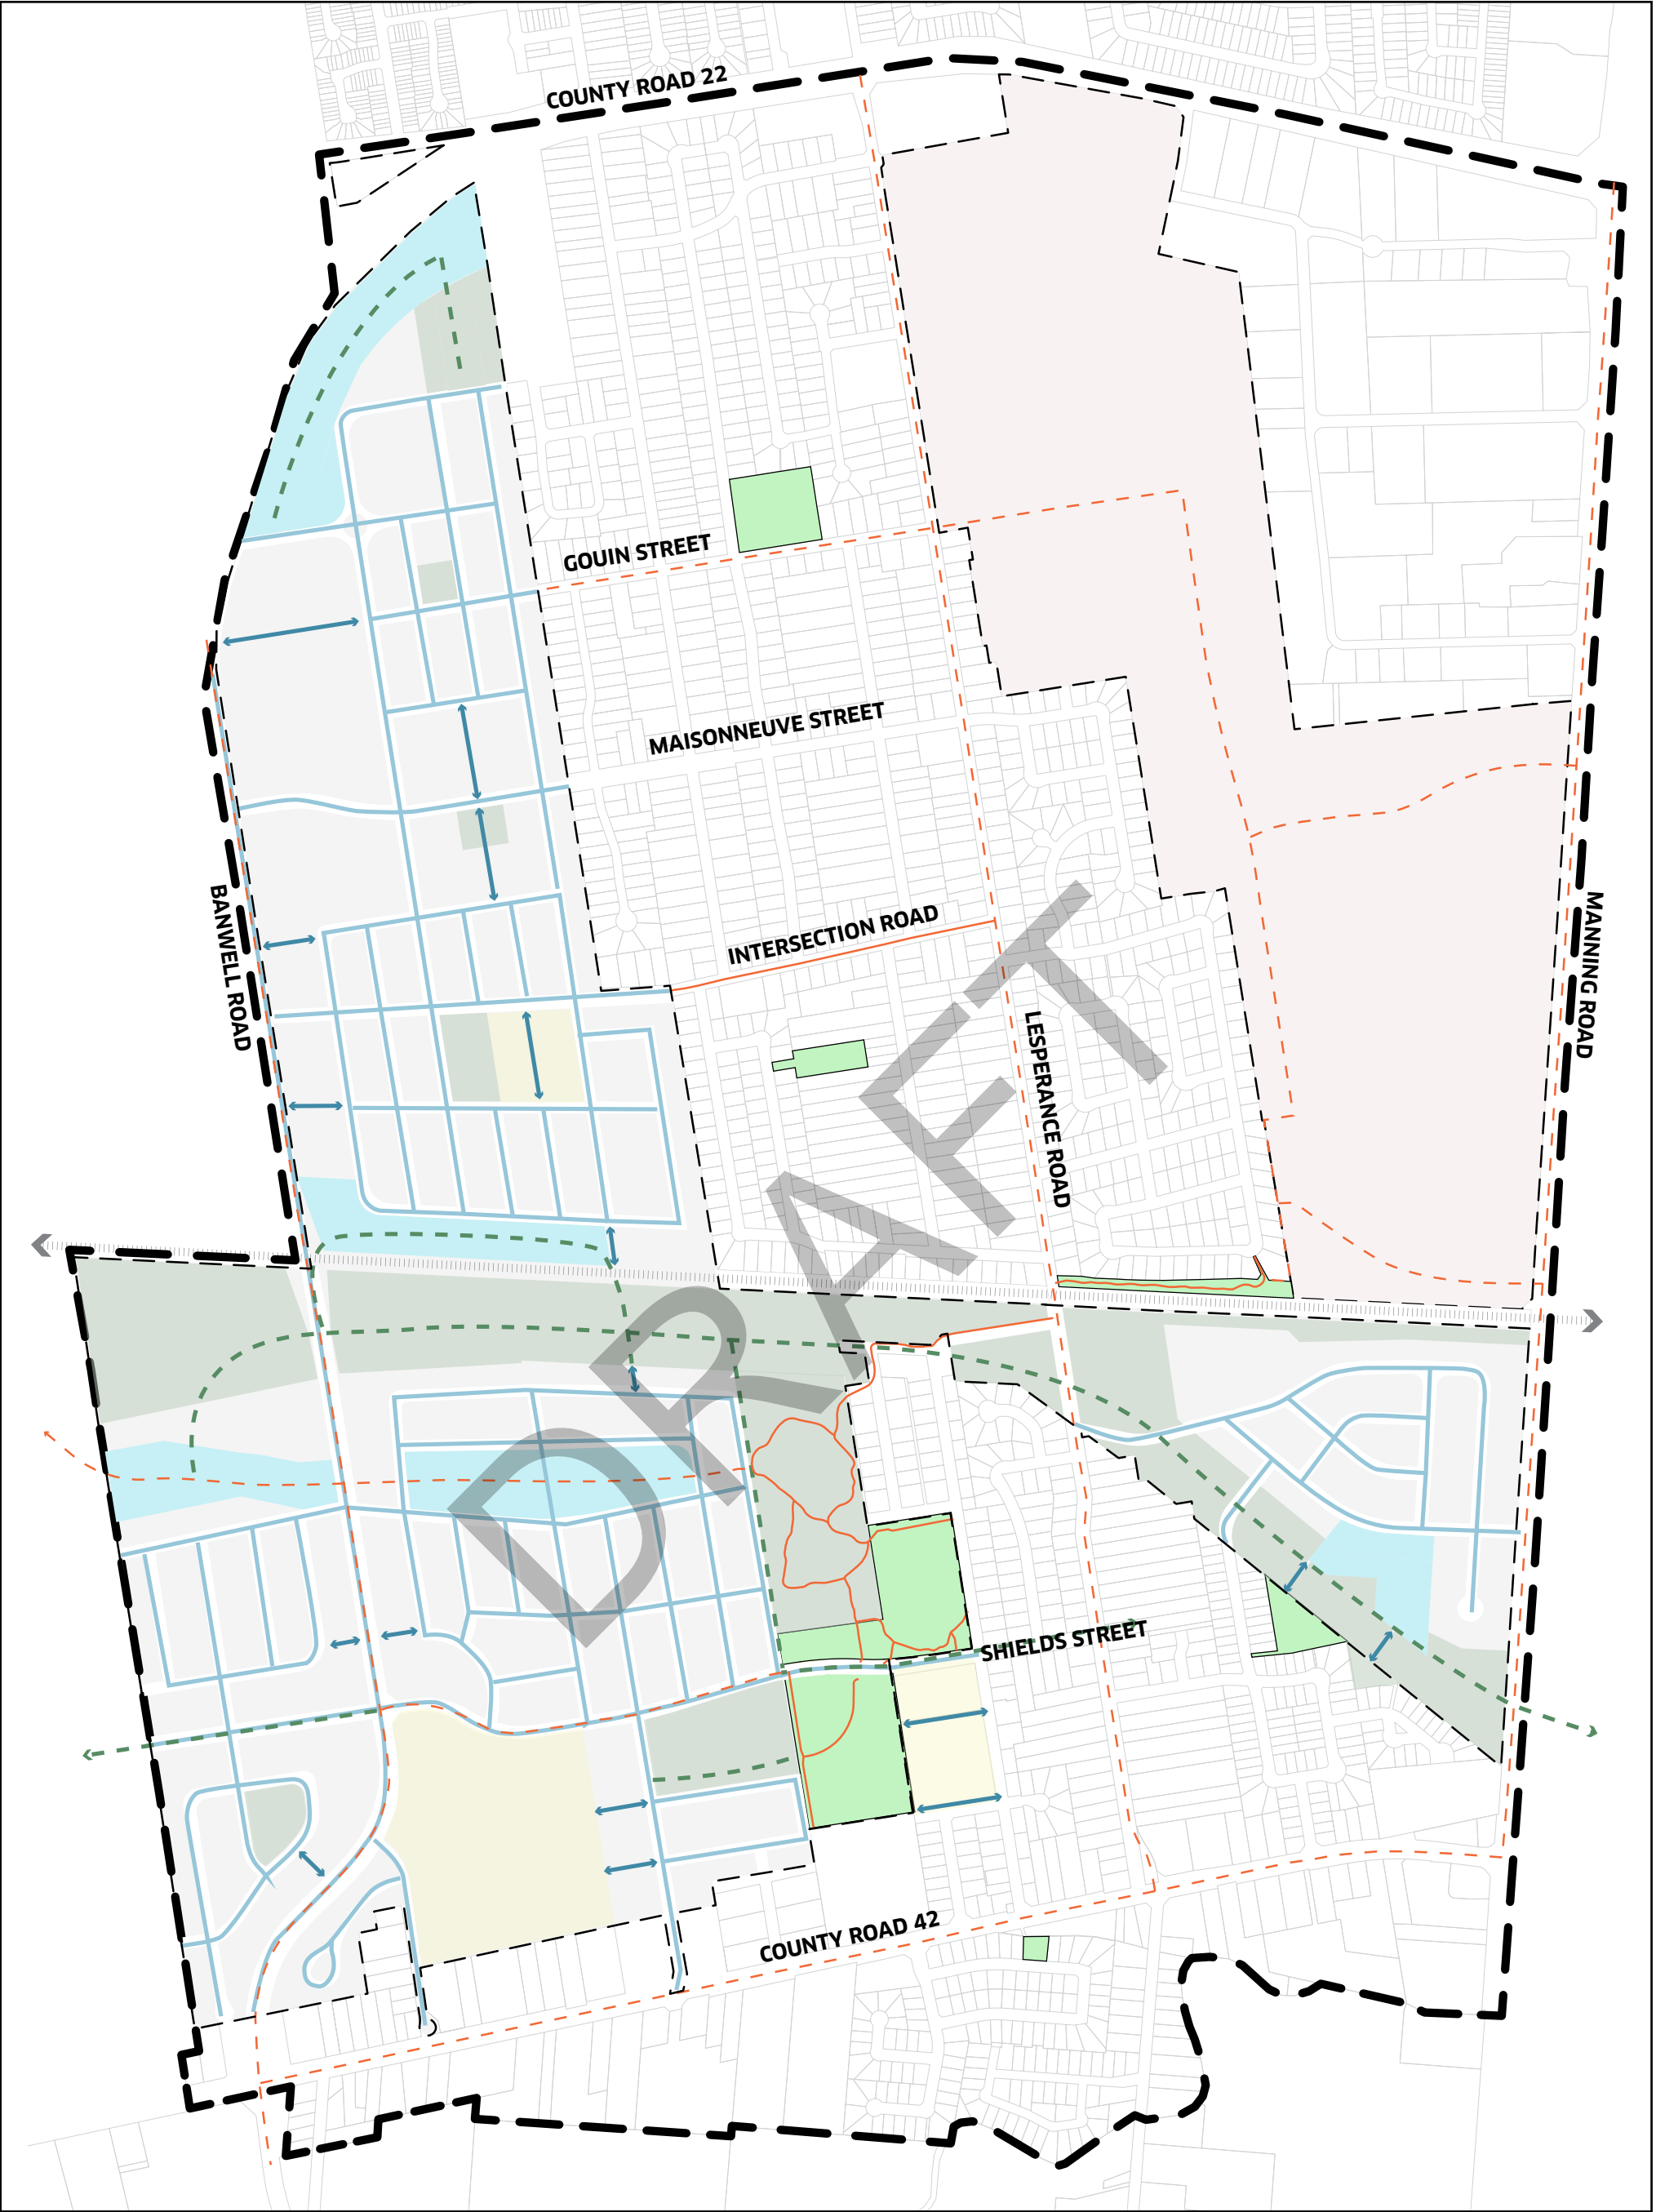 COUNTY ROAD 22
GOUIN STREET
MAISONNEUVE STREET
BANWELL ROAD
INTERSECTION ROAD
MANNING ROAD
LESPERANCE ROAD
DRAFT
SHIELDS STREET
COUNTY ROAD 42